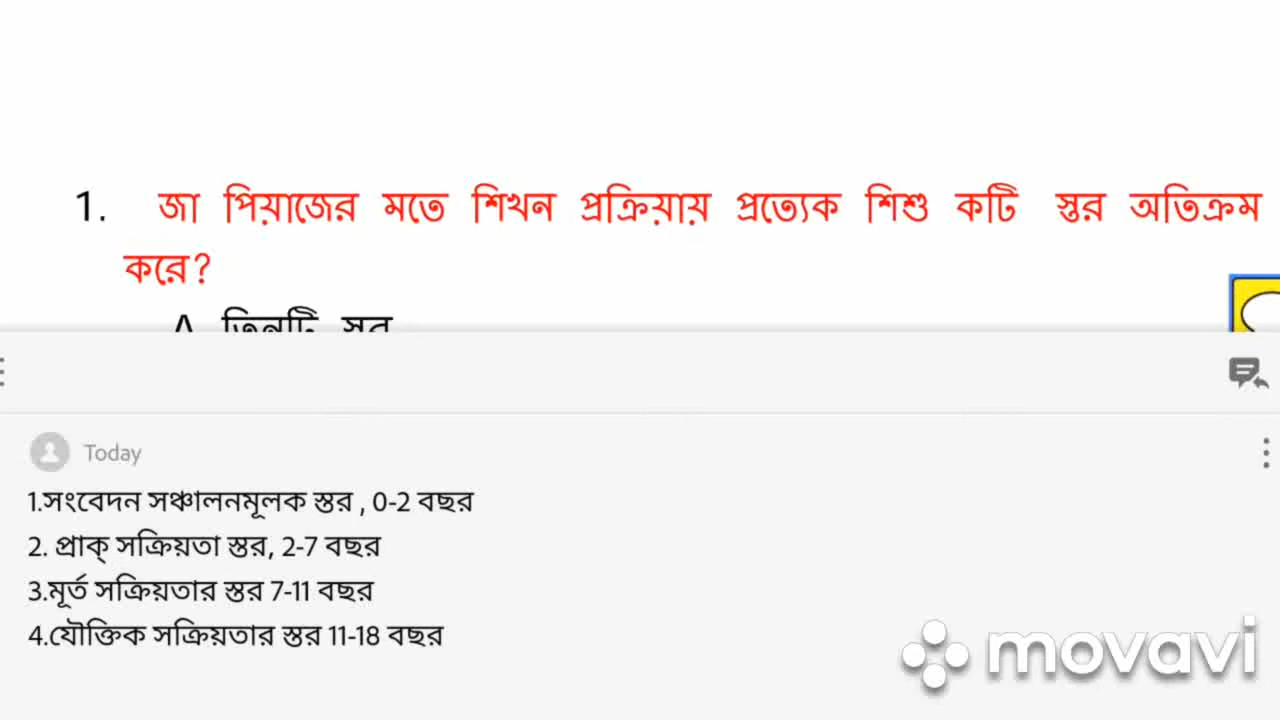 1. জা পিয়াজের মতে শিখন প্রক্রিয়ায় প্রত্যেক শিশু কটি স্তর অতিক্রম
করে?
A তিনটি স্তর
Today
1.সংবেদন সঞ্চালনমূলক স্তর , 0-2 বছর
2. প্রাক্ সক্রিয়তা স্তর, 2-7 বছর
3.মূর্ত সক্রিয়তার স্তর 7-11 বছর
4.যৌক্তিক সক্রিয়তার স্তর 11-18 বছর
movavi